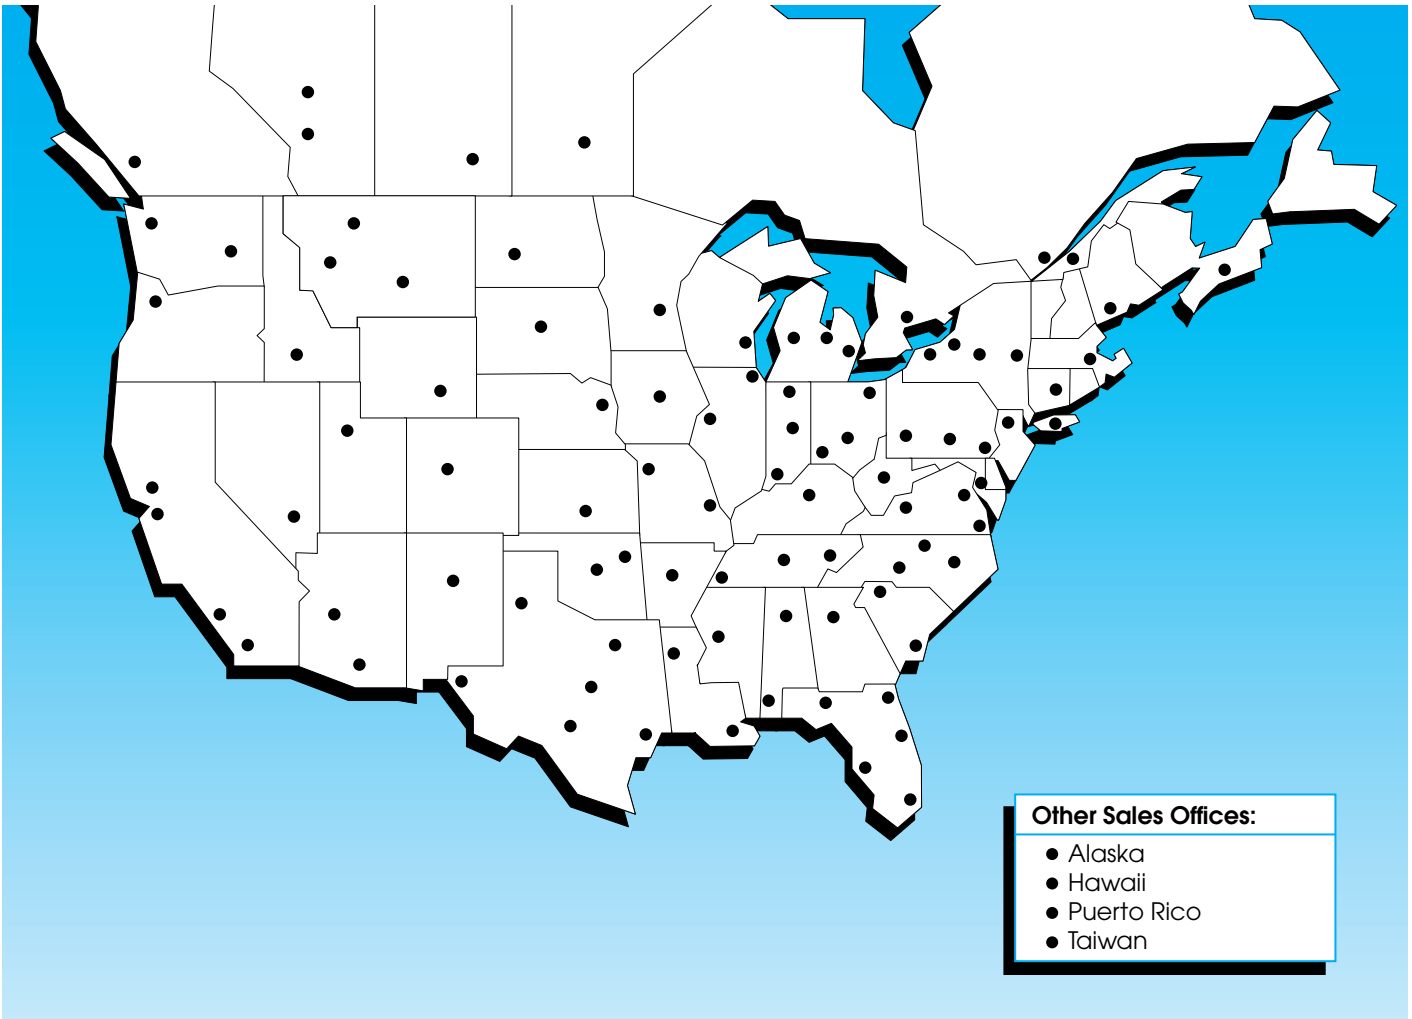 Other Sales Offices:
● Alaska
● Hawaii
● Puerto Rico
● Taiwan